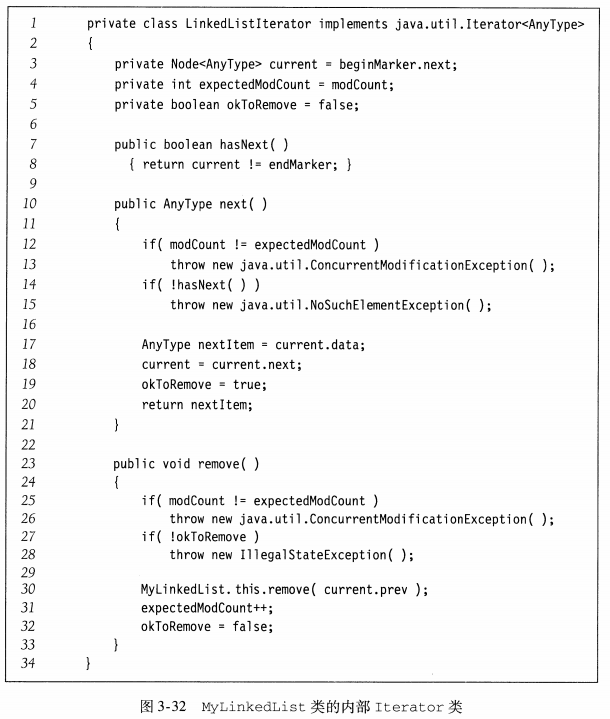 1 private class LinkedListIterator implements java.util.Iterator<AnyType>
2 {
3 private Node<AnyType> current = beginMarker.next;
4 private int expectedModCount = modCount;
5 private boolean okToRemove = false;
6
7 public boolean hasNext( )
8 { return current != endMarker; }
9
10 public AnyType next( )
11 {
12 if( modCount != expectedModCount )
13 throw new java.util.ConcurrentModificationException( );
14 if( !hasNext( ) )
15 throw new java.util.NoSuchElementException( );
16
17 AnyType nextItem = current.data;
18 current = current.next;
19 okToRemove = true;
20 return nextItem;
21 }
22
23 public void remove( )
24 {
25 if( modCount != expectedModCount )
26 throw new java.util.ConcurrentModificationException( );
27 if( !okToRemove )
28 throw new IllegalStateException( );
29
30 MyLinkedList.this.remove( current.prev );
31 expectedModCount++;
32 okToRemove = false;
33 }
34 }
图 3-32 MyLinkedList 类的内部 Iterator 类